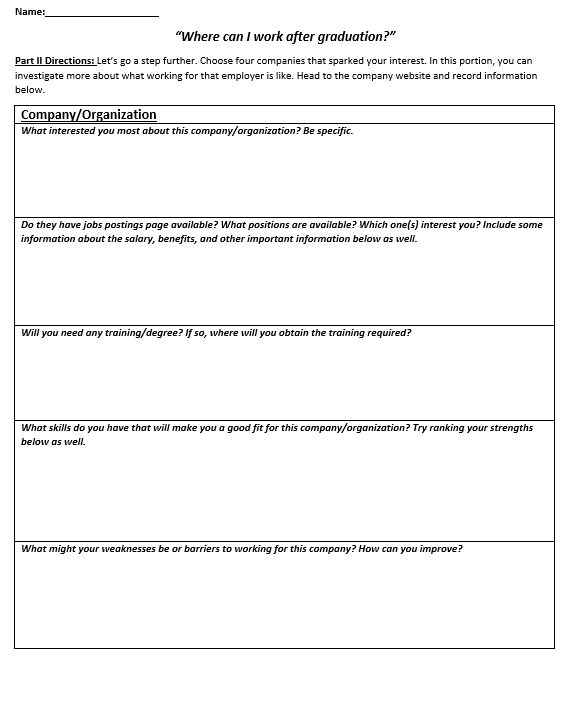 Name:____________________
“Where can I work after graduation?”
Part II Directions: Let’s go a step further. Choose four companies that sparked your interest. In this portion, you can
investigate more about what working for that employer is like. Head to the company website and record information
below.
Company/Organization
What interested you most about this company/organization? Be specific.
Do they have jobs postings page available? What positions are available? Which one(s) interest you? Include some
information about the salary, benefits, and other important information below as well.
Will you need any training/degree? If so, where will you obtain the training required?
What skills do you have that will make you a good fit for this company/organization? Try ranking your strengths
below as well.
What might your weaknesses be or barriers to working for this company? How can you improve?